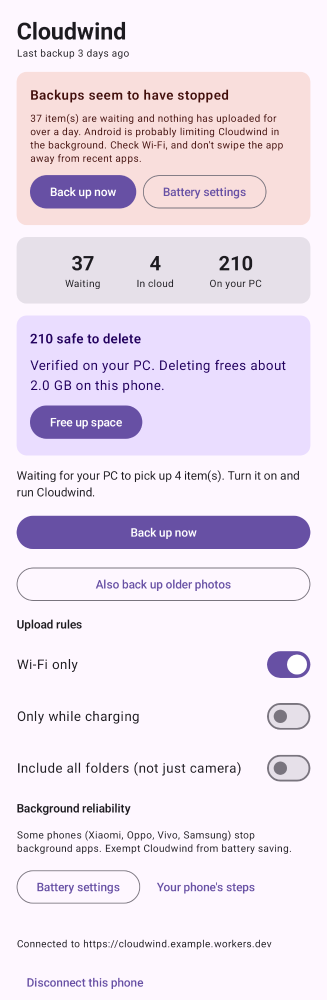 Cloudwind
Last backup 3 days ago
Backups seem to have stopped
37 item(s) are waiting and nothing has uploaded for
over a day. Android is probably limiting Cloudwind in
the background. Check Wi-Fi, and don't swipe the app
away from recent apps.
Back up now
Battery settings
37
4
210
Waiting
In cloud
On your PC
210 safe to delete
Verified on your PC. Deleting frees about
2.0 GB on this phone.
Free up space
Waiting for your PC to pick up 4 item(s). Turn it on and
run Cloudwind.
Back up now
Also back up older photos
Upload rules
Wi-Fi only
Only while charging
Include all folders (not just camera)
Background reliability
Some phones (Xiaomi, Oppo, Vivo, Samsung) stop
background apps. Exempt Cloudwind from battery saving.
Battery settings
Your phone's steps
Connected to https://cloudwind.example.workers.dev
Disconnect this phone